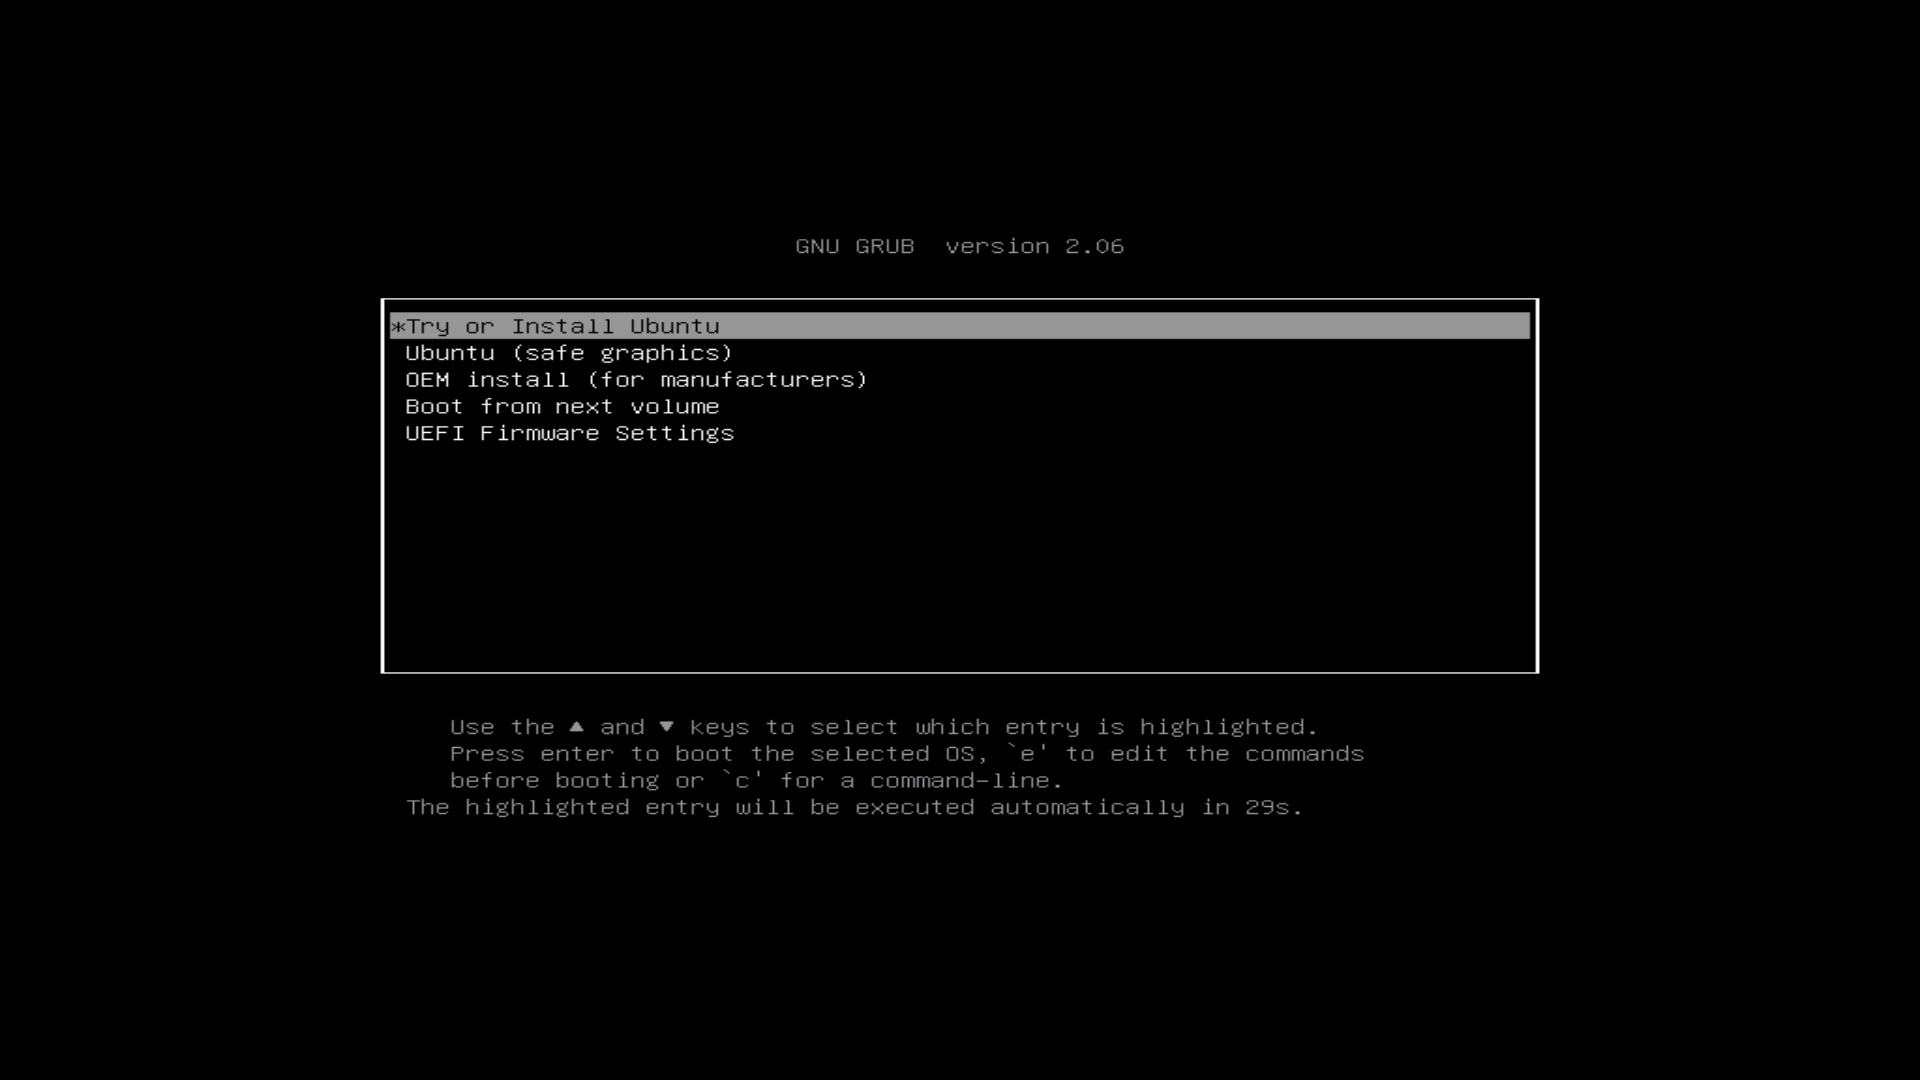 GNU GRUB  version 2.06
*Try or Install Ubuntu
Ubuntu (safe graphics)
OEM install (for manufacturers)
Boot from next volume
UEFI Firmware Settings
Use the ▲ and ▼ keys to select which entry is highlighted.
Press enter to boot the selected OS, `e' to edit the commands
before booting or `c' for a command-line.
The highlighted entry will be executed automatically in 29s.